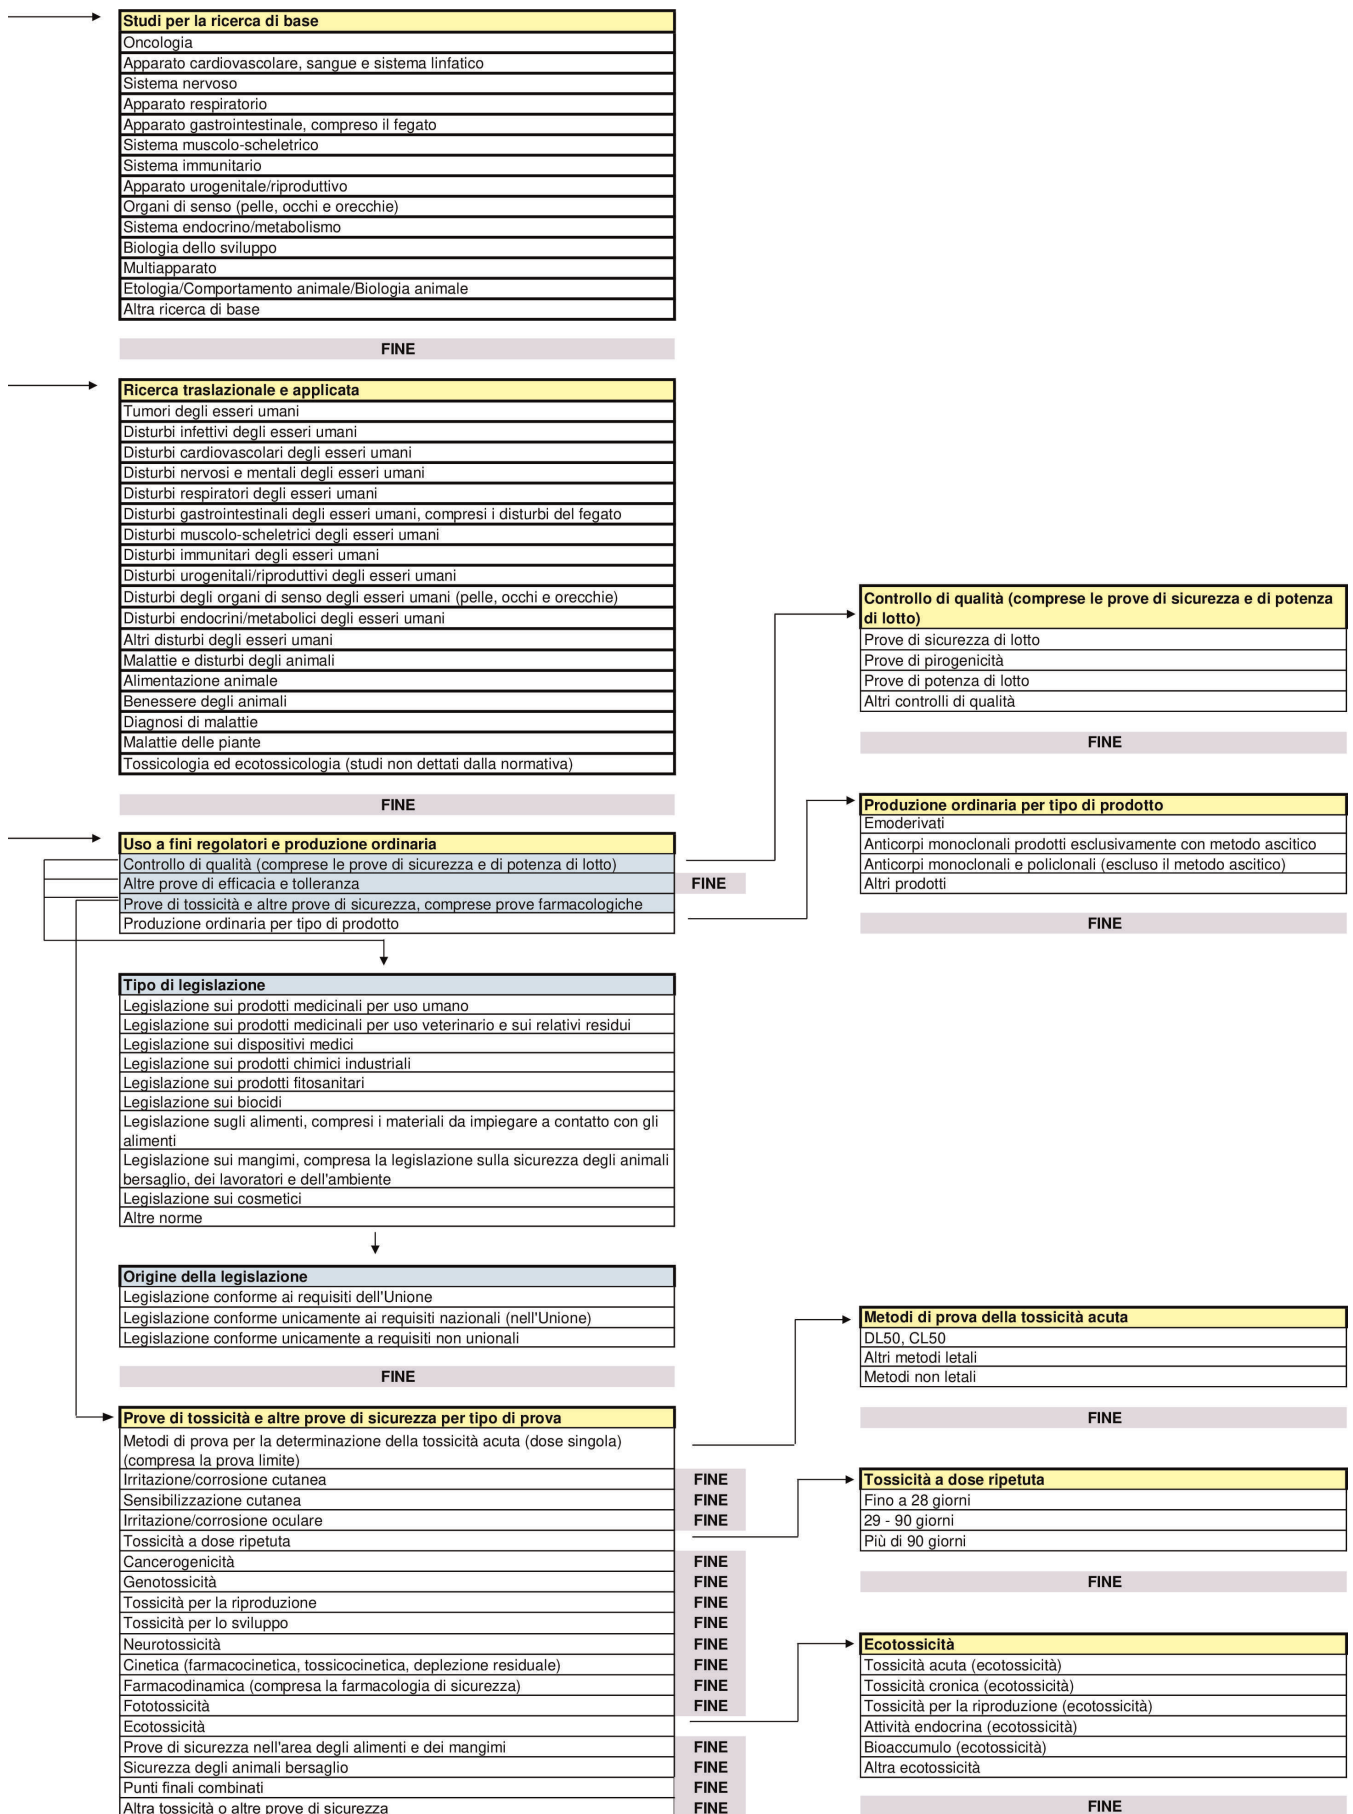 Studi per la ricerca di base
Oncologia
Apparato cardiovascolare, sangue e sistema linfatico
Sistema nervoso
Apparato respiratorio
Apparato gastrointestinale, compreso il fegato
Sistema muscolo-scheletrico
Sistema immunitario
Apparato urogenitale/riproduttivo
Organi di senso (pelle, occhi e orecchie)
Sistema endocrino/metabolismo
Biologia dello sviluppo
Multiapparato
Etologia/Comportamento animale/Biologia animale
Altra ricerca di base
FINE
Ricerca traslazionale e applicata
Tumori degli esseri umani
Disturbi infettivi degli esseri umani
Disturbi cardiovascolari degli esseri umani
Disturbi nervosi e mentali degli esseri umani
Disturbi respiratori degli esseri umani
Disturbi gastrointestinali degli esseri umani, compresi i disturbi del fegato
Disturbi muscolo-scheletrici degli esseri umani
Disturbi immunitari degli esseri umani
Disturbi urogenitali/riproduttivi degli esseri umani
Disturbi degli organi di senso degli esseri umani (pelle, occhi e orecchie)
Disturbi endocrini/metabolici degli esseri umani
Altri disturbi degli esseri umani
Malattie e disturbi degli animali
Alimentazione animale
Benessere degli animali
Diagnosi di malattie
Malattie delle piante
Tossicologia ed ecotossicologia (studi non dettati dalla normativa)
FINE
Uso a fini regolatori e produzione ordinaria
Controllo di qualità (comprese le prove di sicurezza e di potenza di lotto)
Altre prove di efficacia e tolleranza
FINE
Prove di tossicità e altre prove di sicurezza, comprese prove farmacologiche
Produzione ordinaria per tipo di prodotto
Controllo di qualità (comprese le prove di sicurezza e di potenza
di lotto)
Prove di sicurezza di lotto
Prove di pirogenicità
Prove di potenza di lotto
Altri controlli di qualità
FINE
Produzione ordinaria per tipo di prodotto
Emoderivati
Anticorpi monoclonali prodotti esclusivamente con metodo ascitico
Anticorpi monoclonali e policlonali (escluso il metodo ascitico)
Altri prodotti
FINE
Tipo di legislazione
Legislazione sui prodotti medicinali per uso umano
Legislazione sui prodotti medicinali per uso veterinario e sui relativi residui
Legislazione sui dispositivi medici
Legislazione sui prodotti chimici industriali
Legislazione sui prodotti fitosanitari
Legislazione sui biocidi
Legislazione sugli alimenti, compresi i materiali da impiegare a contatto con gli
alimenti
Legislazione sui mangimi, compresa la legislazione sulla sicurezza degli animali
bersaglio, dei lavoratori e dell'ambiente
Legislazione sui cosmetici
Altre norme
Origine della legislazione
Legislazione conforme ai requisiti dell'Unione
Legislazione conforme unicamente ai requisiti nazionali (nell'Unione)
Legislazione conforme unicamente a requisiti non unionali
FINE
Prove di tossicità e altre prove di sicurezza per tipo di prova
Metodi di prova per la determinazione della tossicità acuta (dose singola)
(compresa la prova limite)
Irritazione/corrosione cutanea
FINE
Sensibilizzazione cutanea
FINE
Irritazione/corrosione oculare
FINE
Tossicità a dose ripetuta
Cancerogenicità
FINE
Genotossicità
FINE
Tossicità per la riproduzione
FINE
Tossicità per lo sviluppo
FINE
Neurotossicità
FINE
Cinetica (farmacocinetica, tossicocinetica, deplezione residuale)
FINE
Farmacodinamica (compresa la farmacologia di sicurezza)
FINE
Fototossicità
FINE
Ecotossicità
Prove di sicurezza nell'area degli alimenti e dei mangimi
FINE
Sicurezza degli animali bersaglio
FINE
Punti finali combinati
FINE
Altra tossicità o altre prove di sicurezza
FINE
Metodi di prova della tossicità acuta
DL50, CL50
Altri metodi letali
Metodi non letali
FINE
Tossicità a dose ripetuta
Fino a 28 giorni
29 - 90 giorni
Più di 90 giorni
FINE
Ecotossicità
Tossicità acuta (ecotossicità)
Tossicità cronica (ecotossicità)
Tossicità per la riproduzione (ecotossicità)
Attività endocrina (ecotossicità)
Bioaccumulo (ecotossicità)
Altra ecotossicità
FINE